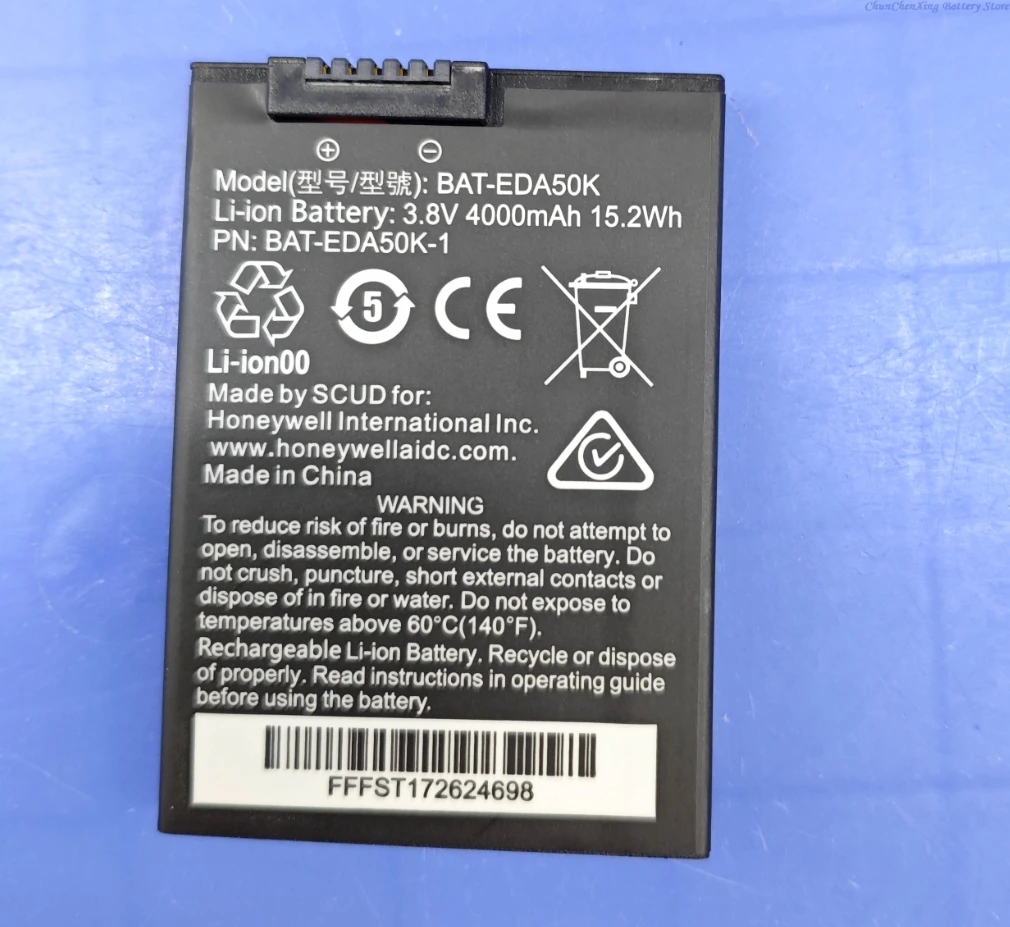 ChunChenXing Battery Store
Model(型号/型號): BAT-EDA50K
Li-ion Battery: 3.8V 4000mAh 15.2Wh
PN: BAT-EDA50K-1
5
CE
Li-ion00
Made by SCUD for:
Honeywell International Inc.
www.honeywellaidc.com.
Made in China
WARNING
To reduce risk of fire or burns, do not attempt to
open, disassemble, or service the battery. Do
not crush, puncture, short external contacts or
dispose of in fire or water. Do not expose to
temperatures above 60°C(140°F).
Rechargeable Li-ion Battery. Recycle or dispose
of properly. Read instructions in operating guide
before using the battery.
FFFST172624698